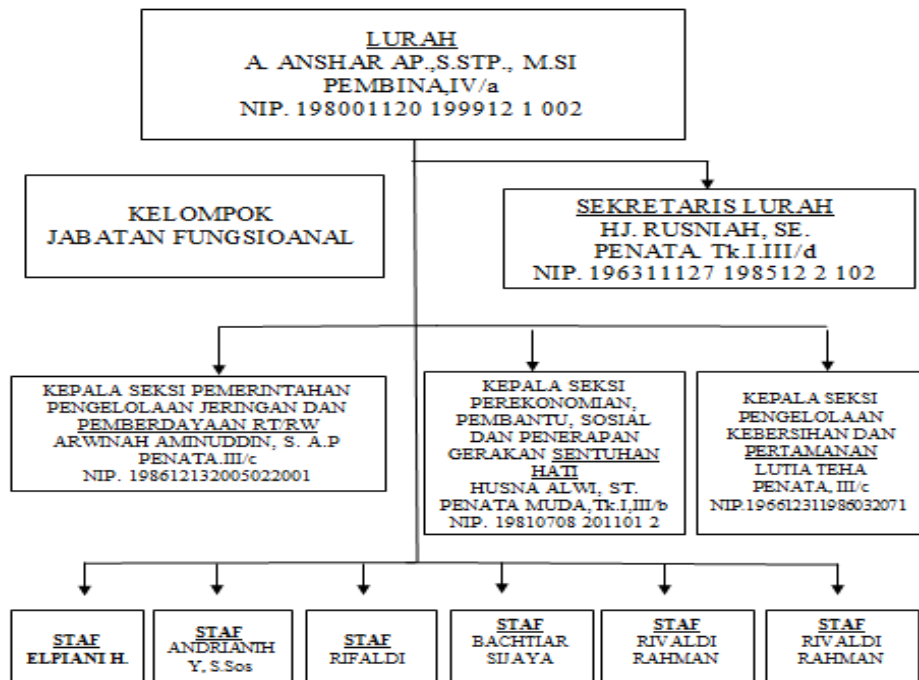 LURAH
A. ANSHAR AP.,S.STP., M.SI
PEMBINA,IV/a
NIP. 198001120 199912 1 002
KELOMPOK
JABATAN FUNGSIOANAL
SEKRETARIS LURAH
HJ. RUSNIAH, SE.
PENATA. Tk.I.III/d
NIP. 196311127 198512 2 102
KEPALA SEKSI PEMERINTAHAN
PENGELOLAAN JERINGAN DAN
PEMBERDAYAAN RT/RW
ARWINAH AMINUDDIN, S. A.P
PENATA.III/c
NIP. 198612132005022001
KEPALA SEKSI
PEREKONOMIAN,
PEMBANTU, SOSIAL
DAN PENERAPAN
GERAKAN SENTUHAN
HATI
HUSNA ALWI, ST.
PENATA MUDA,Tk.I,III/b
NIP. 19810708 201101 2
KEPALA SEKSI
PENGELOLAAN
KEBERSIHAN DAN
PERTAMANAN
LUTIA TEHA
PENATA, III/c
NIP.196612311986032071
STAF
ELPIANI H.
STAF
ANDRIANIH
Y, S.Sos
STAF
RIFALDI
STAF
BACHTIAR
SIJAYA
STAF
RIVALDI
RAHMAN
STAF
RIVALDI
RAHMAN